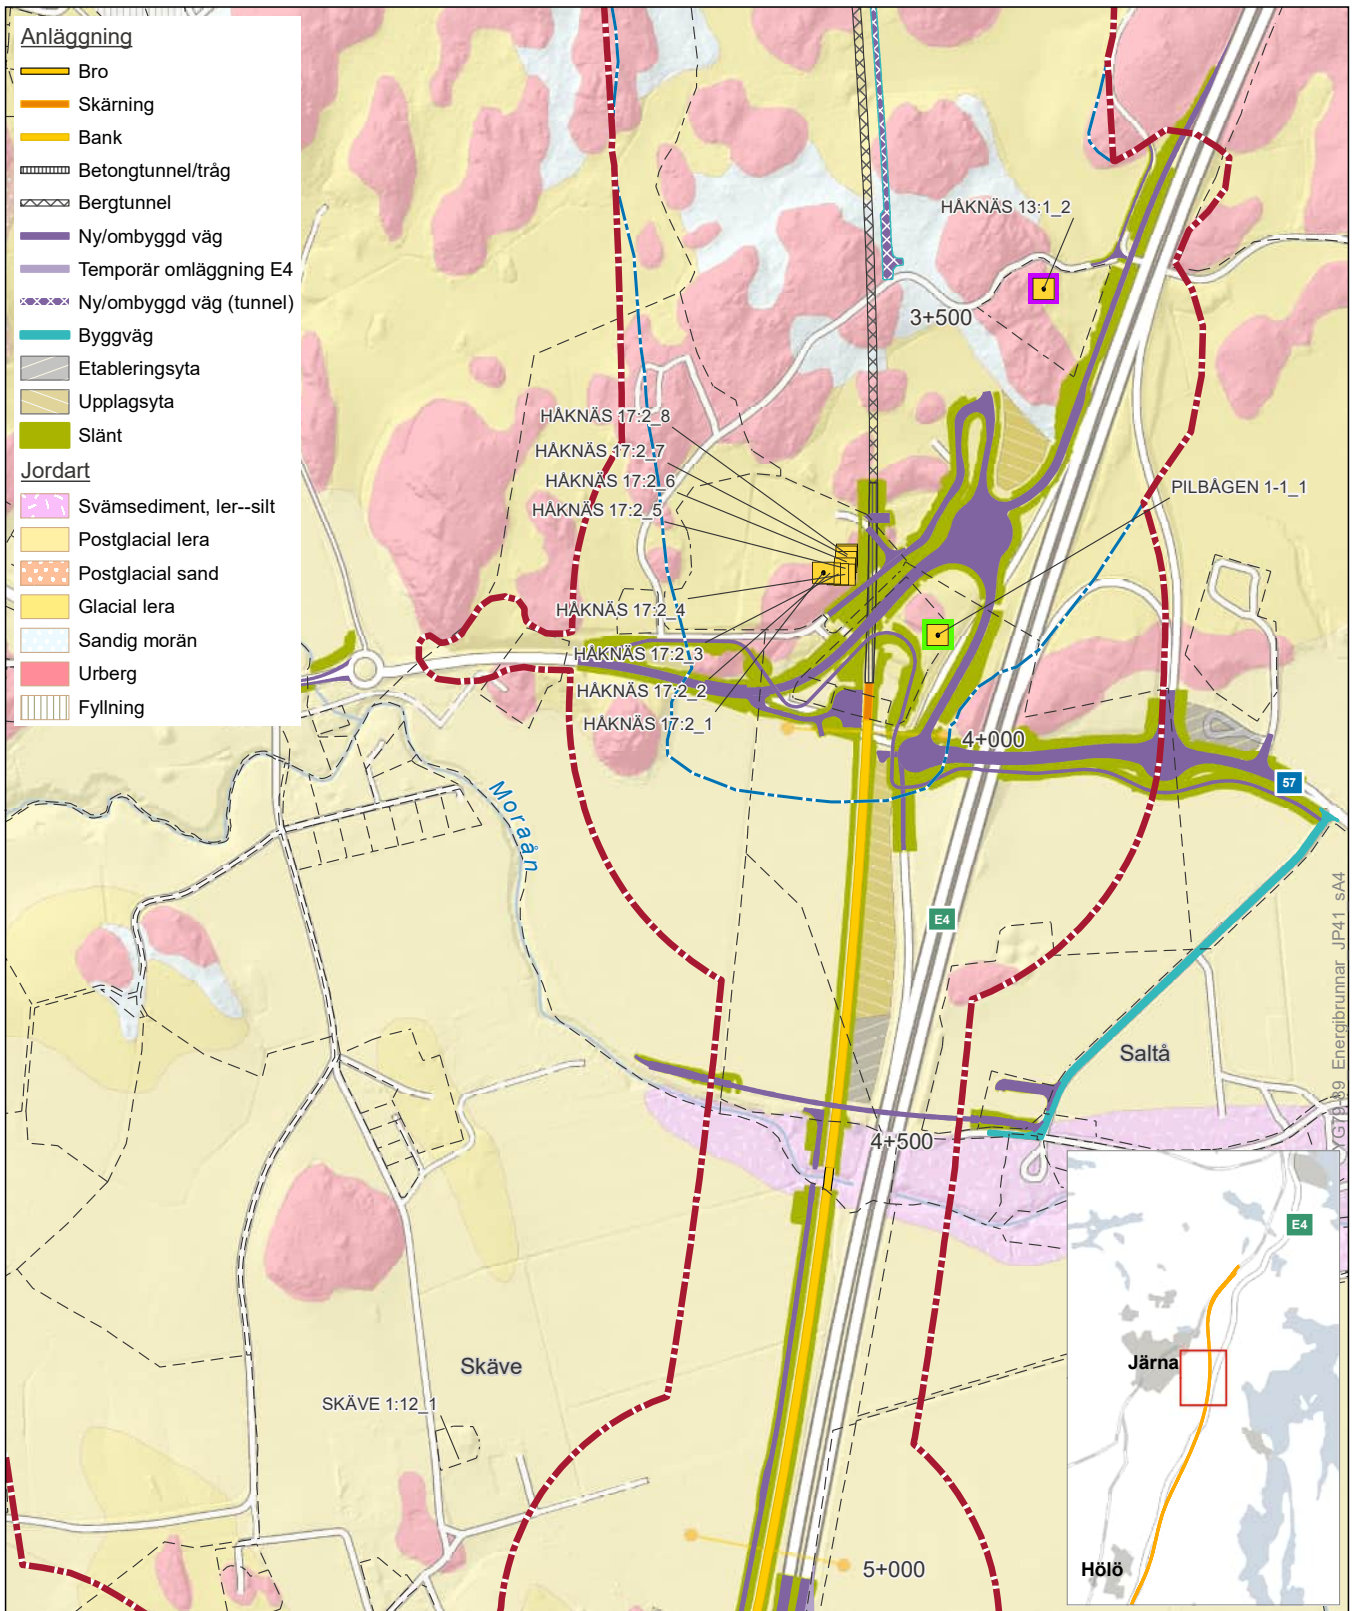 Anläggning
Bro
Skärning
Bank
Betongtunnel/tråg
Bergtunnel
Ny/ombyggd väg
Temporär omläggning E4
Ny/ombyggd väg (tunnel)
Byggväg
Etableringsyta
Upplagsyta
Slänt
Jordart
Svämsediment, ler--silt
Postglacial lera
Postglacial sand
Glacial lera
Sandig morän
Urberg
Fyllning
HÅKNÄS 13:1_2
3+500
HÅKNÄS 17:2_8
HÅKNÄS 17:2_7
HÅKNÄS 17:2_6
HÅKNÄS 17:2_5
PILBÅGEN 1-1_1
HÅKNÄS 17:2_4
HÅKNÄS 17:2_3
HÅKNÄS 17:2_2
HÅKNÄS 17:2_1
4+000
57
Moraån
E4
Saltå
4+500
Energibrunnar JP41 sA4
Skäve
SKÄVE 1:12_1
5+000
E4
Järna
Hölö